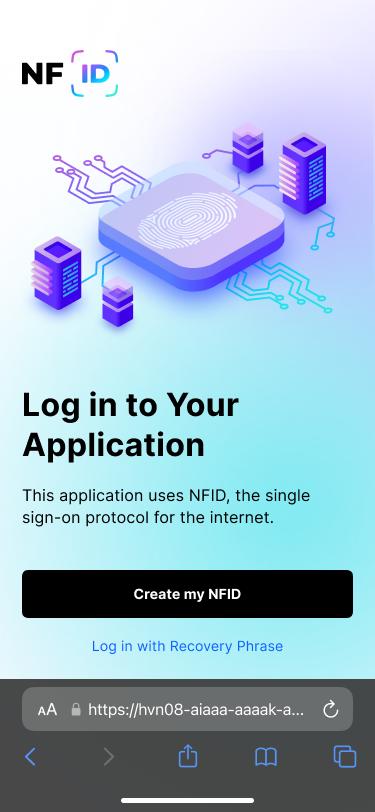 NF ID
Log in to Your
Application
This application uses NFID, the single
sign-on protocol for the internet.
Create my NFID
Log in with Recovery Phrase
AA https://hvn08-aiaaa-aaaak-a...